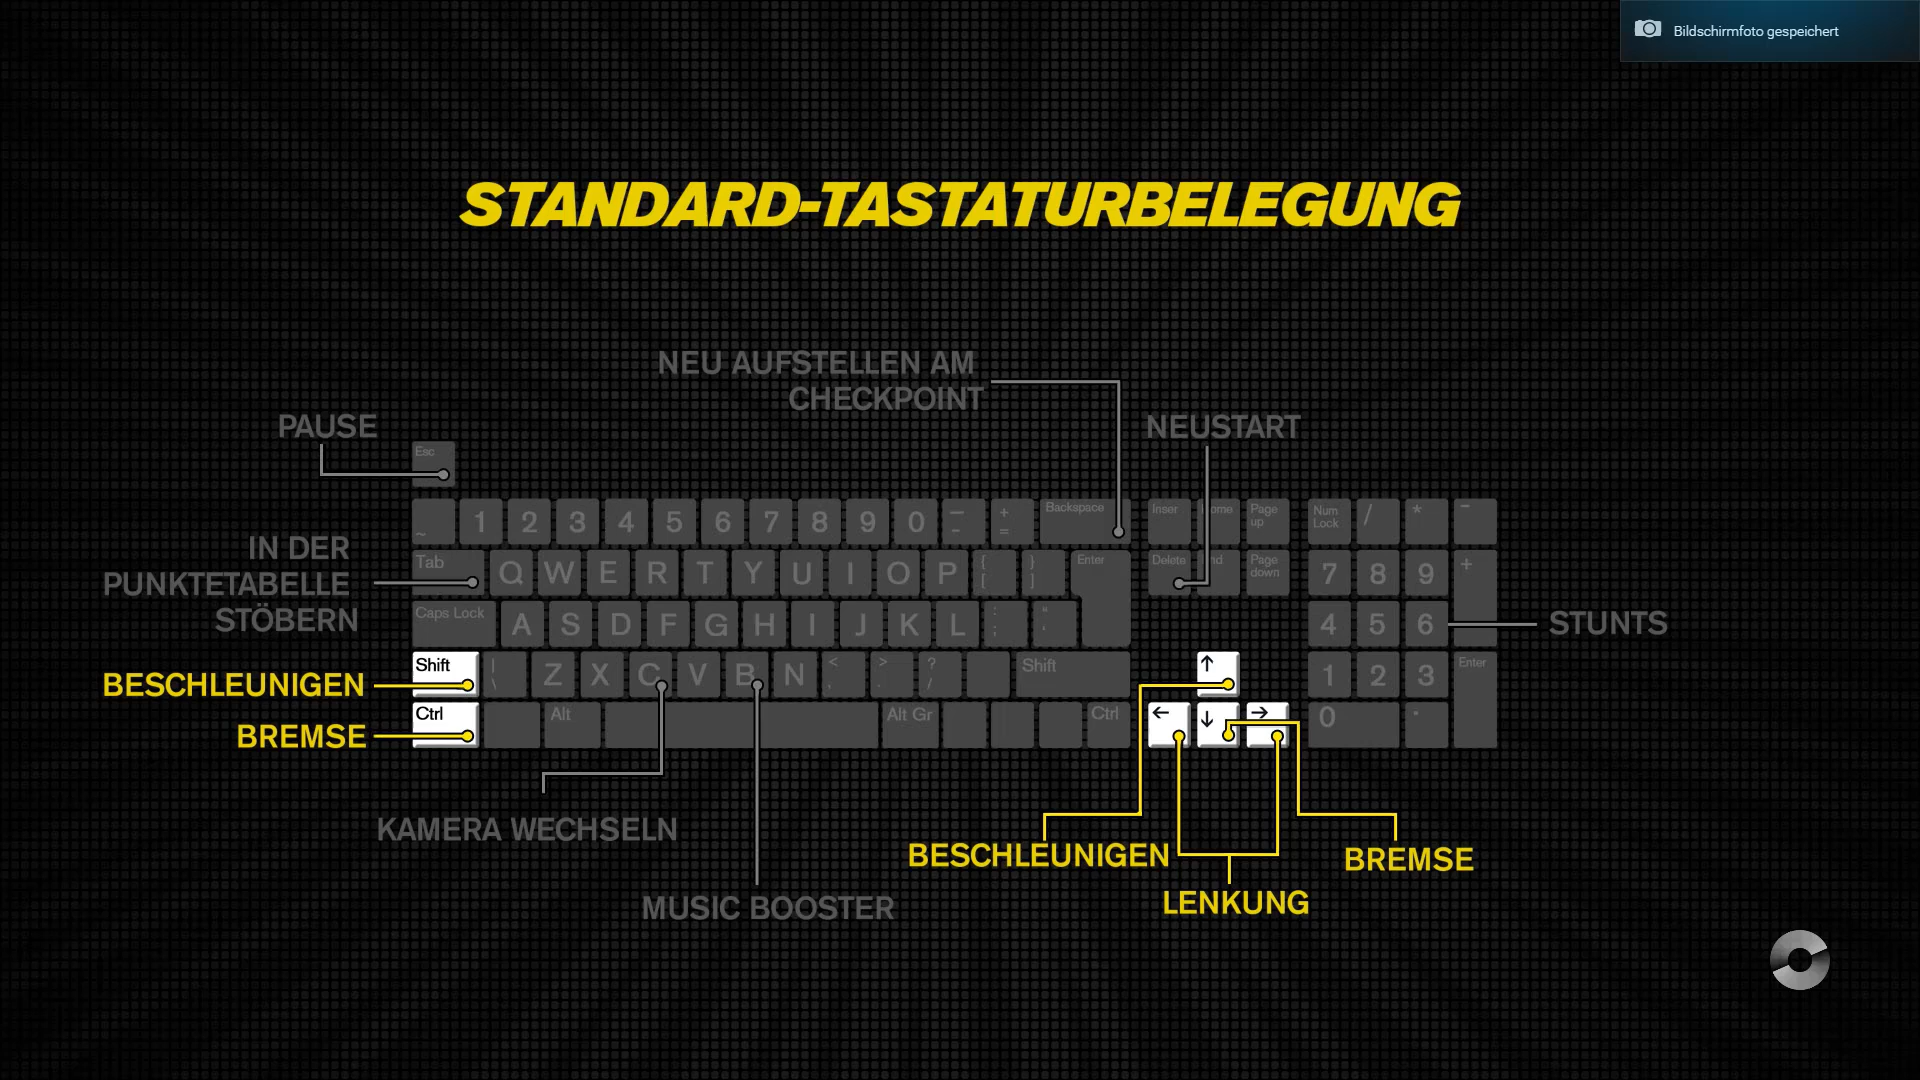 Bildschirmfoto gespeichert
STANDARD-TASTATURBELEGUNG
NEU AUFSTELLEN AM
CHECKPOINT
PAUSE
NEUSTART
Esc
~ 1 2 3 4 5 6 7 8 9 0 — - + = Backspace
Inser Home Page up
Num Lock / * -
IN DER
PUNKTETABELLE
STÖBERN
Tab Q W E R T Y U I O P { [ } ] Enter
Delete End Page down
7 8 9 +
Caps Lock A S D F G H I J K L : ; “ ‘
4 5 6
STUNTS
BESCHLEUNIGEN
Shift | \ Z X C V B N < , > . ? / Shift
↑
1 2 3 Enter
BREMSE
Ctrl Alt Alt Gr Ctrl
← ↓ →
0 .
KAMERA WECHSELN
MUSIC BOOSTER
BESCHLEUNIGEN
BREMSE
LENKUNG